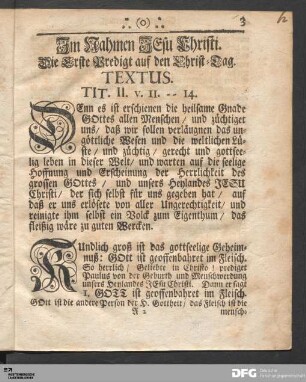 (o) 3
Im Nahmen JEsu Christi.
Die Erste Predigt auf den Christ-Tag.
TEXTUS.
TIT. II. v. 11. -- 14.
DEnn es ist erschienen die heilsame Gnade
GOttes allen Menschen/ und züchtiget
uns/ daß wir sollen verläugnen das un-
göttliche Wesen und die weltlichen Lü-
ste/ und züchtig/ gerecht und gottsee-
lig leben in dieser Welt/ und warten auf die seelige
Hoffnung und Erscheinung der Herrlichkeit des
grossen GOttes/ und unsers Heylandes JESU
Christi/ der sich selbst für uns gegeben hat/ auf
daß er uns erlösete von aller Ungerechtigkeit/ und
reinigte ihm selbst ein Volck zum Eigenthum/ das
fleißig wäre zu guten Wercken.
KUndlich groß ist das gottseelige Geheim-
nuß: GOtt ist geoffenbahret im Fleisch.
So herrlich/ Geliebte in Christo/ prediget
Paulus von der Geburth und Menschwerdung
unsers Heylandes JEsu Christi. Dann er sagt
1. GOTT ist geoffenbahret im Fleisch.
GOtt ist die andere Person der H. Gottheit/ das Fleisch ist die
A 2 mensch-
DFG